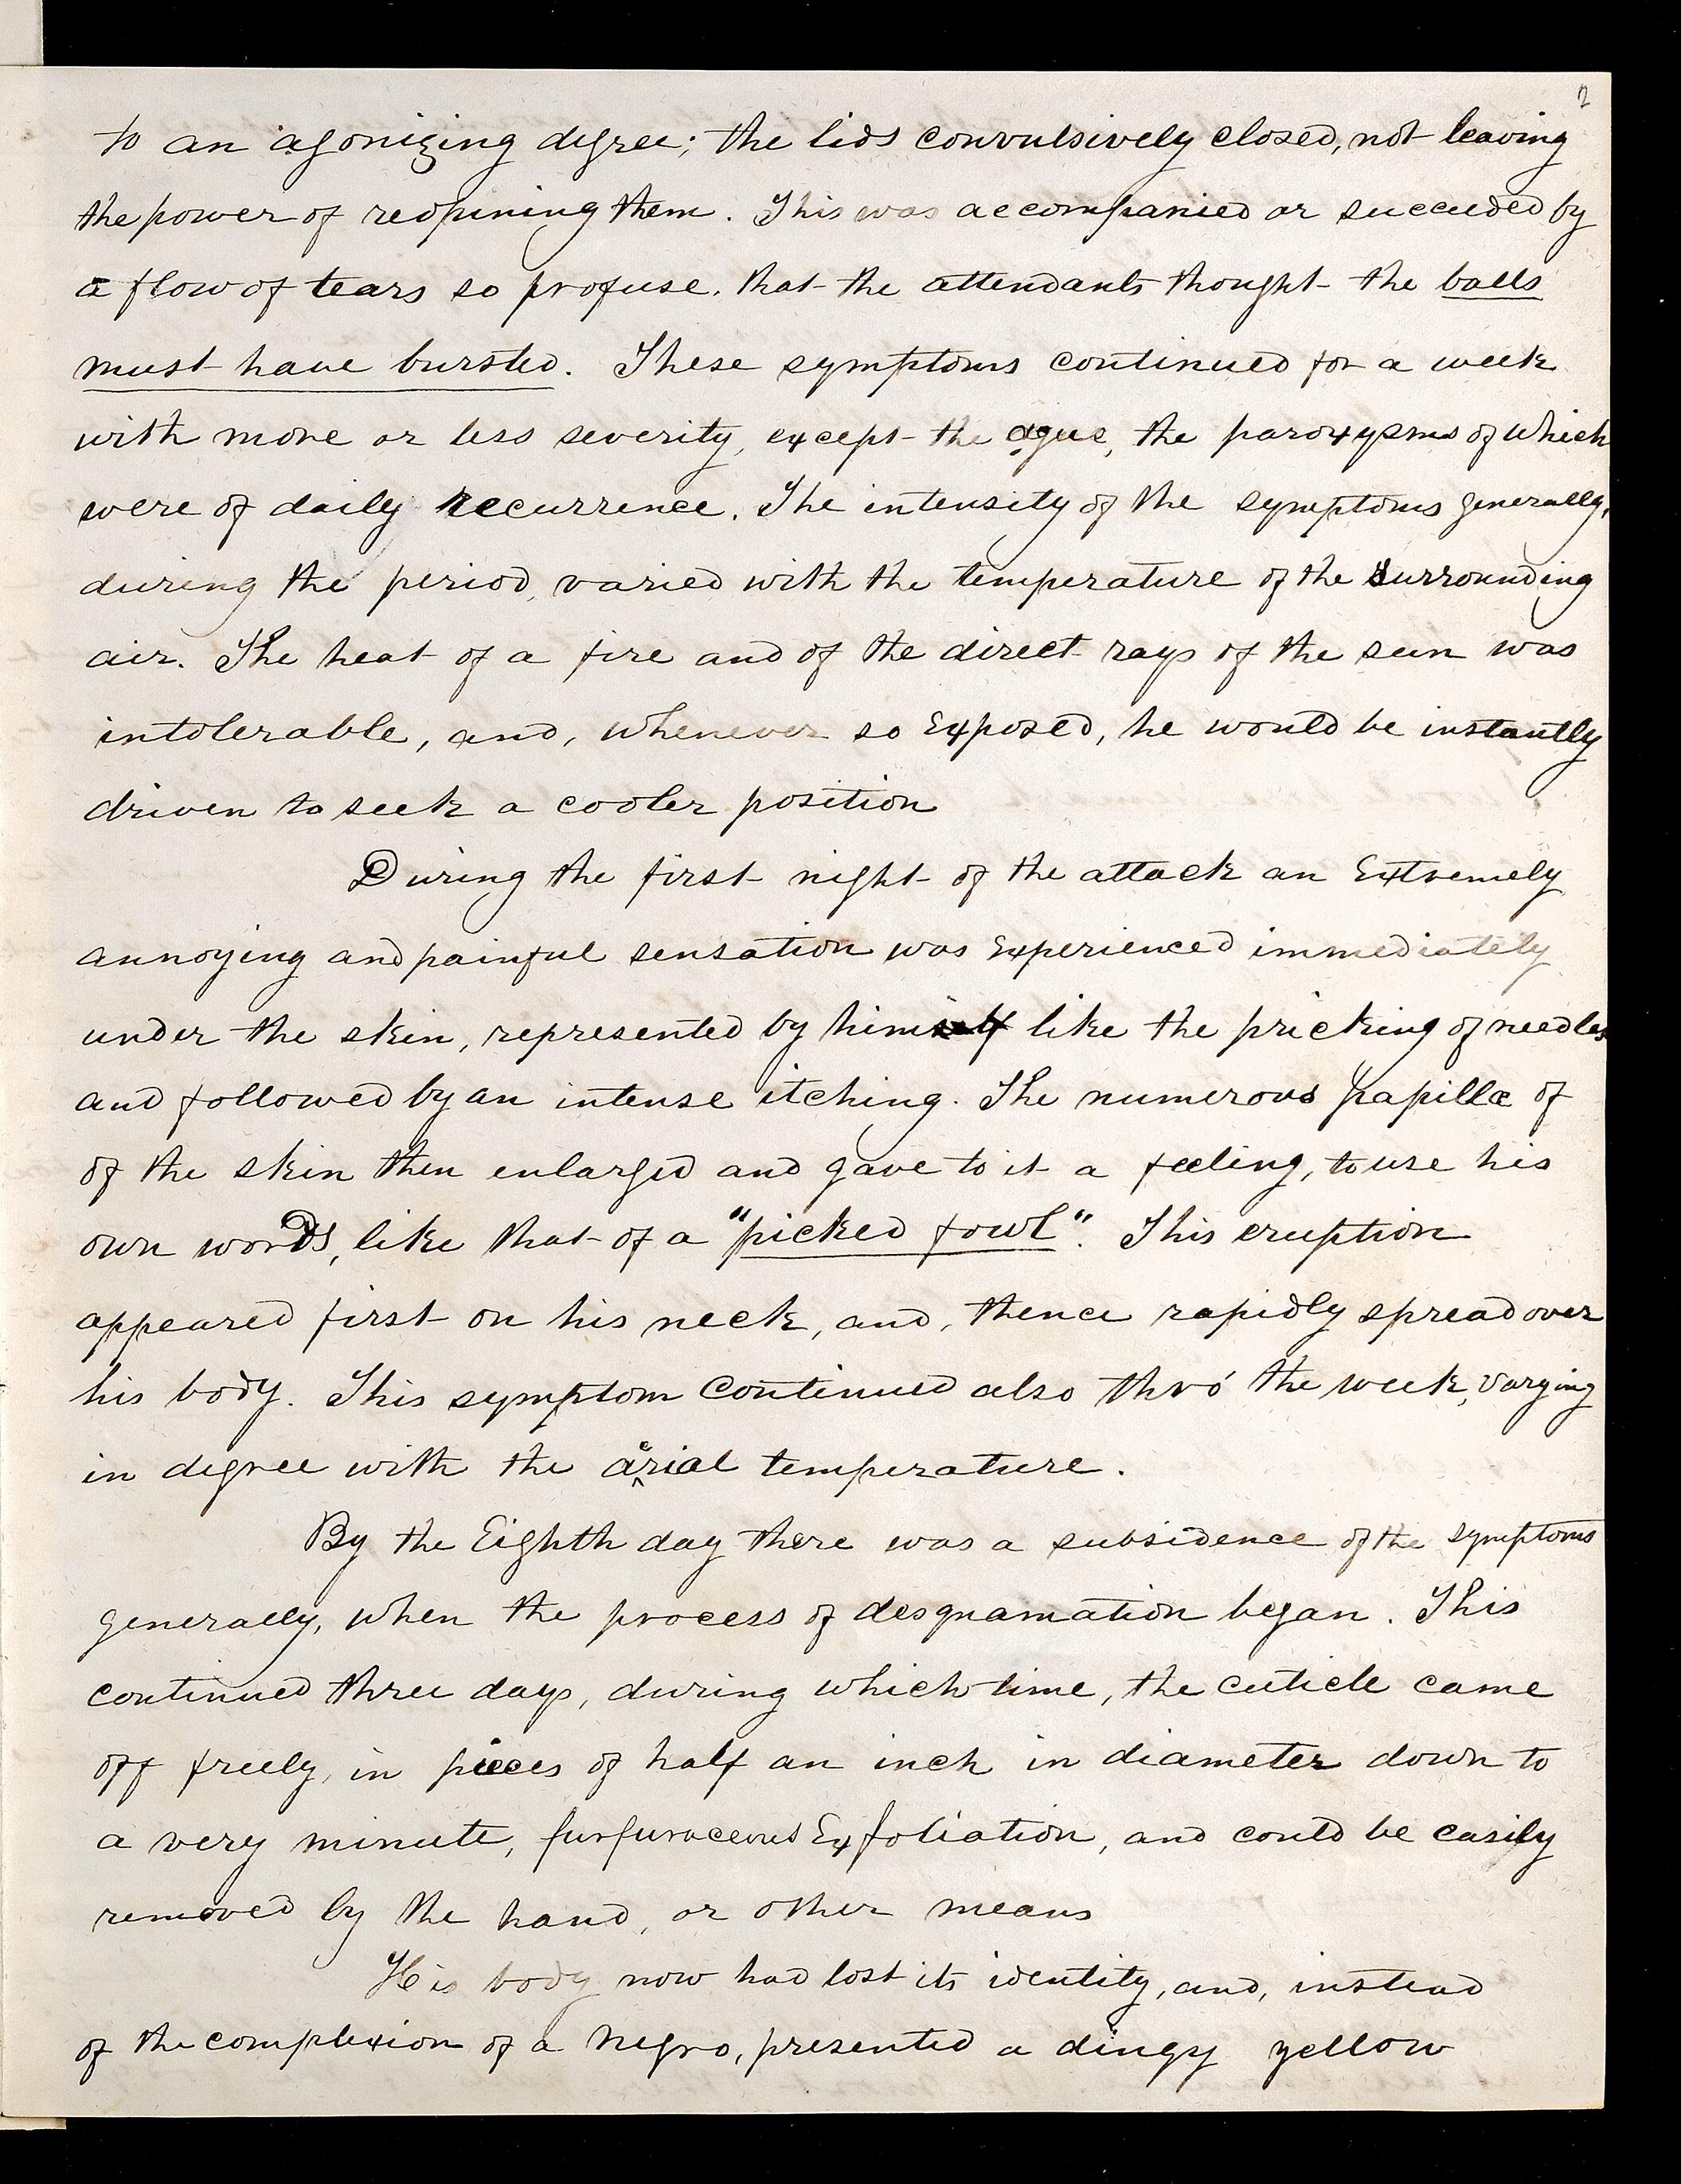 2
to an agonizing degree; the lids convulsively closed, not leaving
the power of reopining them. This was accompanied or succeeded by
a flow of tears so profuse, that the attendants thought the balls
must have bursted. These symptoms continued for a week
with more or less severity, except the ague, the paroxysms of which
were of daily recurrence. The intensity of the symptoms generally,
during the period, varied with the temperature of the surrounding
air. The heat of a fire and of the direct rays of the sun was
intolerable, and, whenever so exposed, he would be instantly
driven to seek a cooler position
During the first night of the attack an extremely
annoying and painful sensation was experienced immediately
under the skin, represented by himself like the pricking of needles
and followed by an intense itching. The numerous papillæ of
of the skin then enlarged and gave to it a feeling, to use his
own words, like that of a "picked fowl". This eruption
appeared first on his neck, and, thence rapidly spread over
his body. This symptom continued also thro' the week, varying
in degree with the aerial temperature.
By the Eighth day there was a subsidence of the symptoms
generally, when the process of desquamation began. This
continued three days, during which time, the cuticle came
off freely, in pieces of half an inch in diameter down to
a very minute, furfuraceous exfoliation, and could be easily
removed by the hand, or other means
His body now had lost its identity, and, instead
of the complexion of a negro, presented a dingy yellow